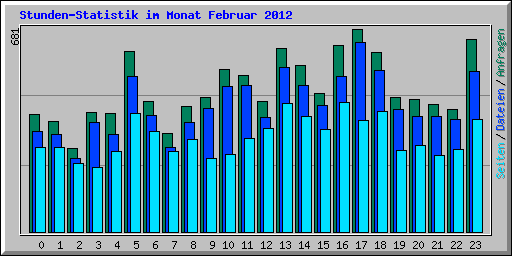 Stunden-Statistik im Monat Februar 2012
681
Seiten / Dateien / Anfragen
0 1 2 3 4 5 6 7 8 9 10 11 12 13 14 15 16 17 18 19 20 21 22 23